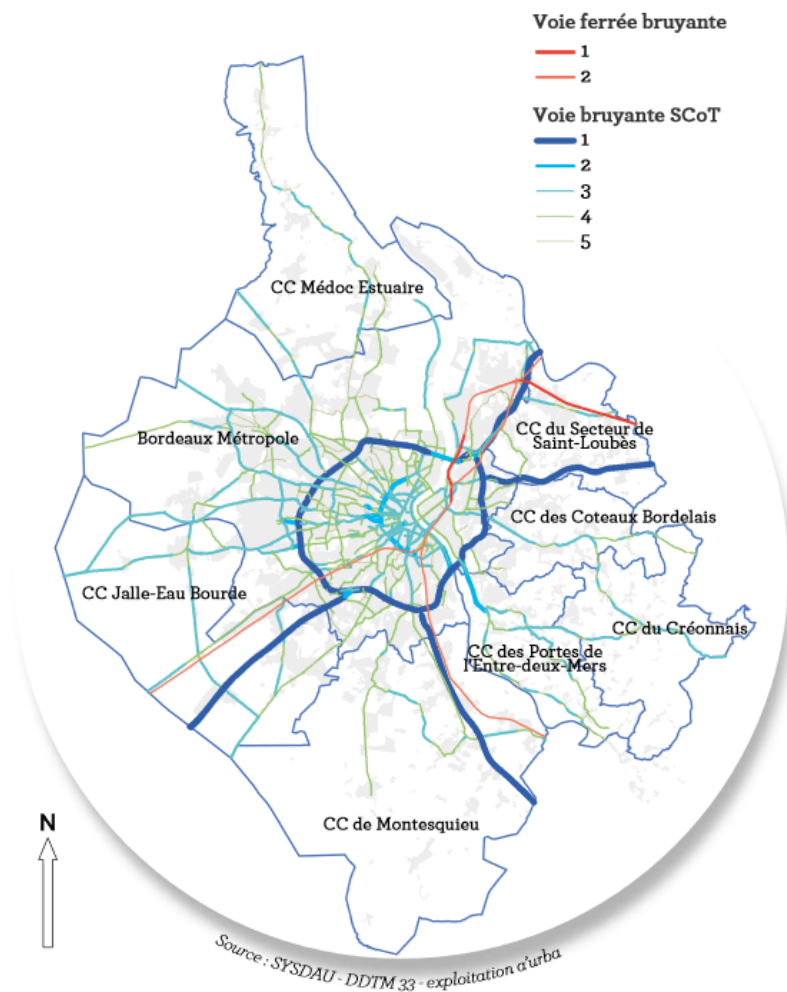 Voie ferrée bruyante
1
2
Voie bruyante SCoT
1
2
3
4
5
CC Médoc Estuaire
Bordeaux Métropole
CC du Secteur de
Saint-Loubès
CC des Coteaux Bordelais
CC Jalle-Eau Bourde
CC du Créonnais
CC des Portes de
l'Entre-deux-Mers
CC de Montesquieu
N
Source : SYSDAU - DDTM 33 - exploitation a'urba